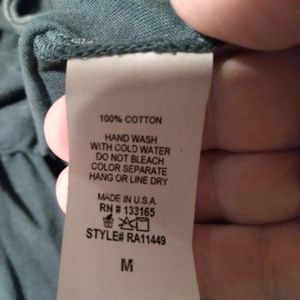 100% COTTON
HAND WASH
WITH COLD WATER
DO NOT BLEACH
COLOR SEPARATE
HANG OR LINE DRY
MADE IN U.S.A.
RN # 133165
STYLE# RA11449
M